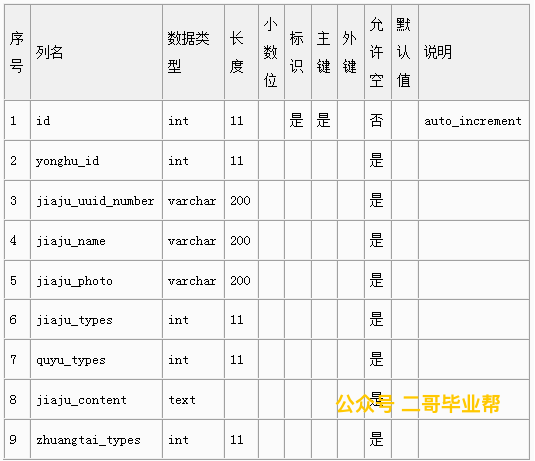 序号 列名 数据类型 长度 小数位 标识 主键 外键 允许空 默认值 说明
1 id int 11 是 是 否 auto_increment
2 yonghu_id int 11 是
3 jiaju_uuid_number varchar 200 是
4 jiaju_name varchar 200 是
5 jiaju_photo varchar 200 是
6 jiaju_types int 11 是
7 quyu_types int 11 是
8 jiaju_content text 是
公众号 二哥毕业帮
9 zhuangtai_types int 11 是